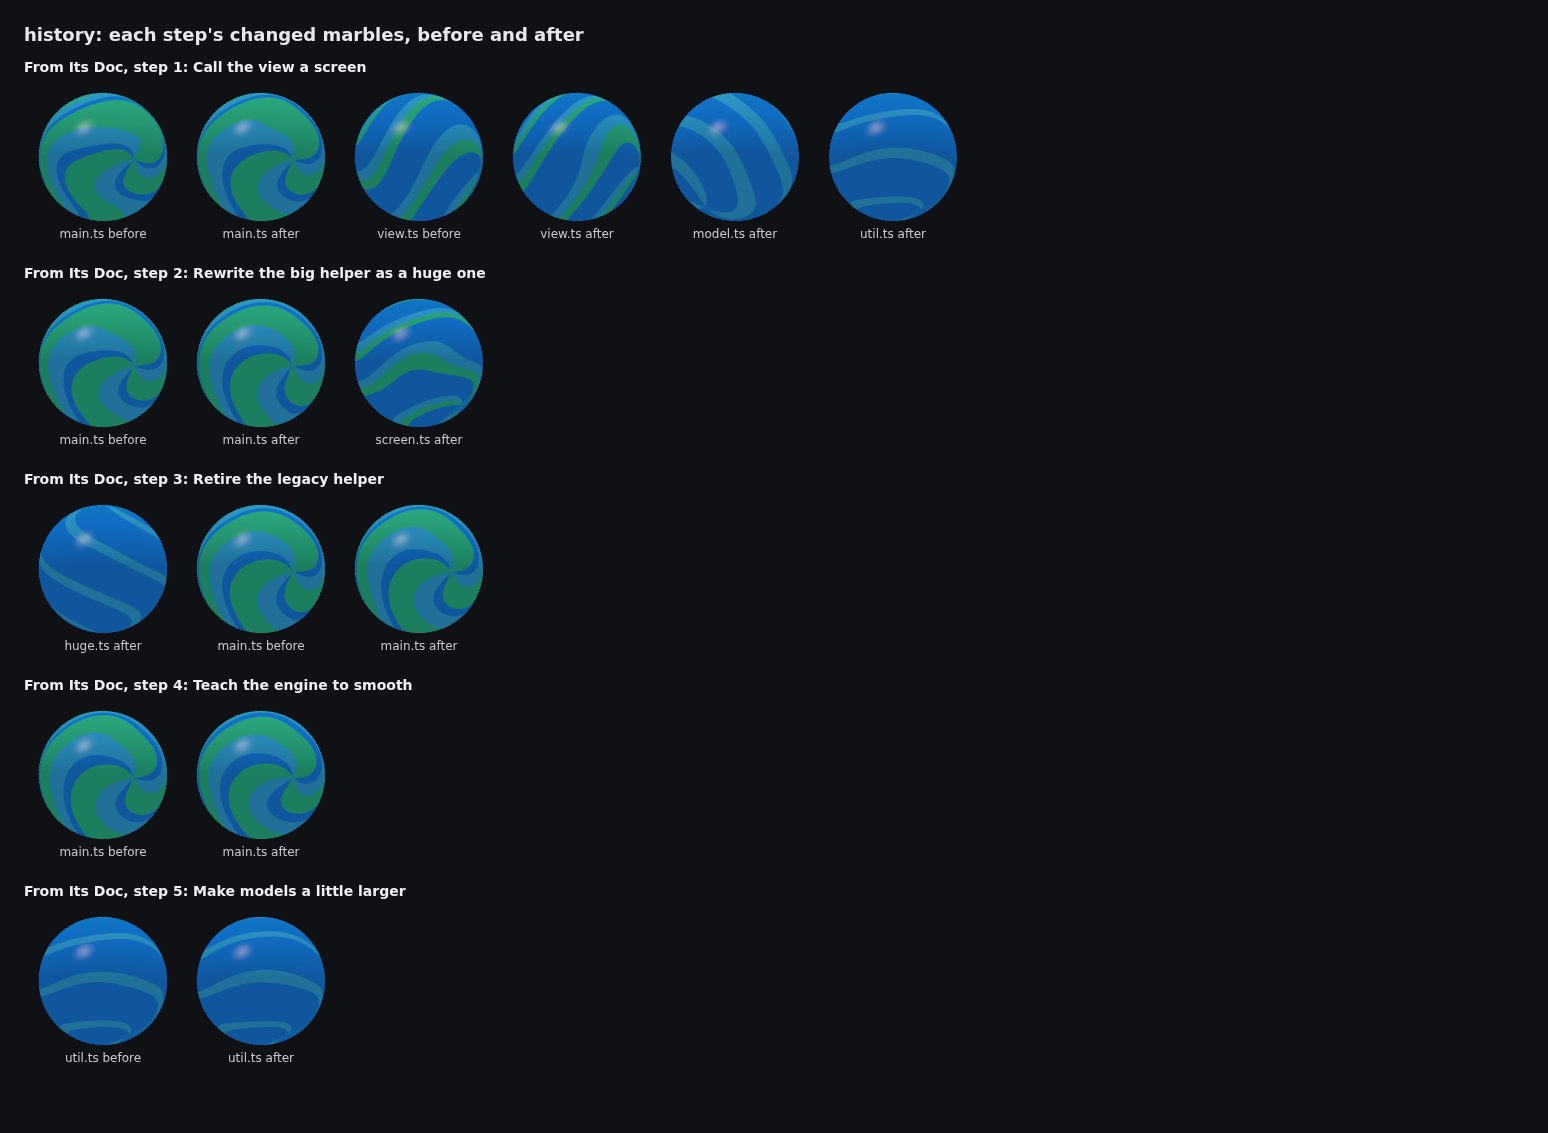 history: each step's changed marbles, before and after
From Its Doc, step 1: Call the view a screen
main.ts before
main.ts after
view.ts before
view.ts after
model.ts after
util.ts after
From Its Doc, step 2: Rewrite the big helper as a huge one
main.ts before
main.ts after
screen.ts after
From Its Doc, step 3: Retire the legacy helper
huge.ts after
main.ts before
main.ts after
From Its Doc, step 4: Teach the engine to smooth
main.ts before
main.ts after
From Its Doc, step 5: Make models a little larger
util.ts before
util.ts after